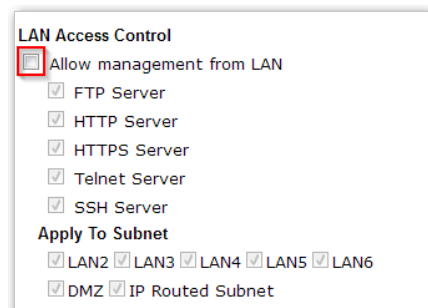 LAN Access Control
Allow management from LAN
FTP Server
HTTP Server
HTTPS Server
Telnet Server
SSH Server
Apply To Subnet
LAN2 LAN3 LAN4 LAN5 LAN6
DMZ IP Routed Subnet